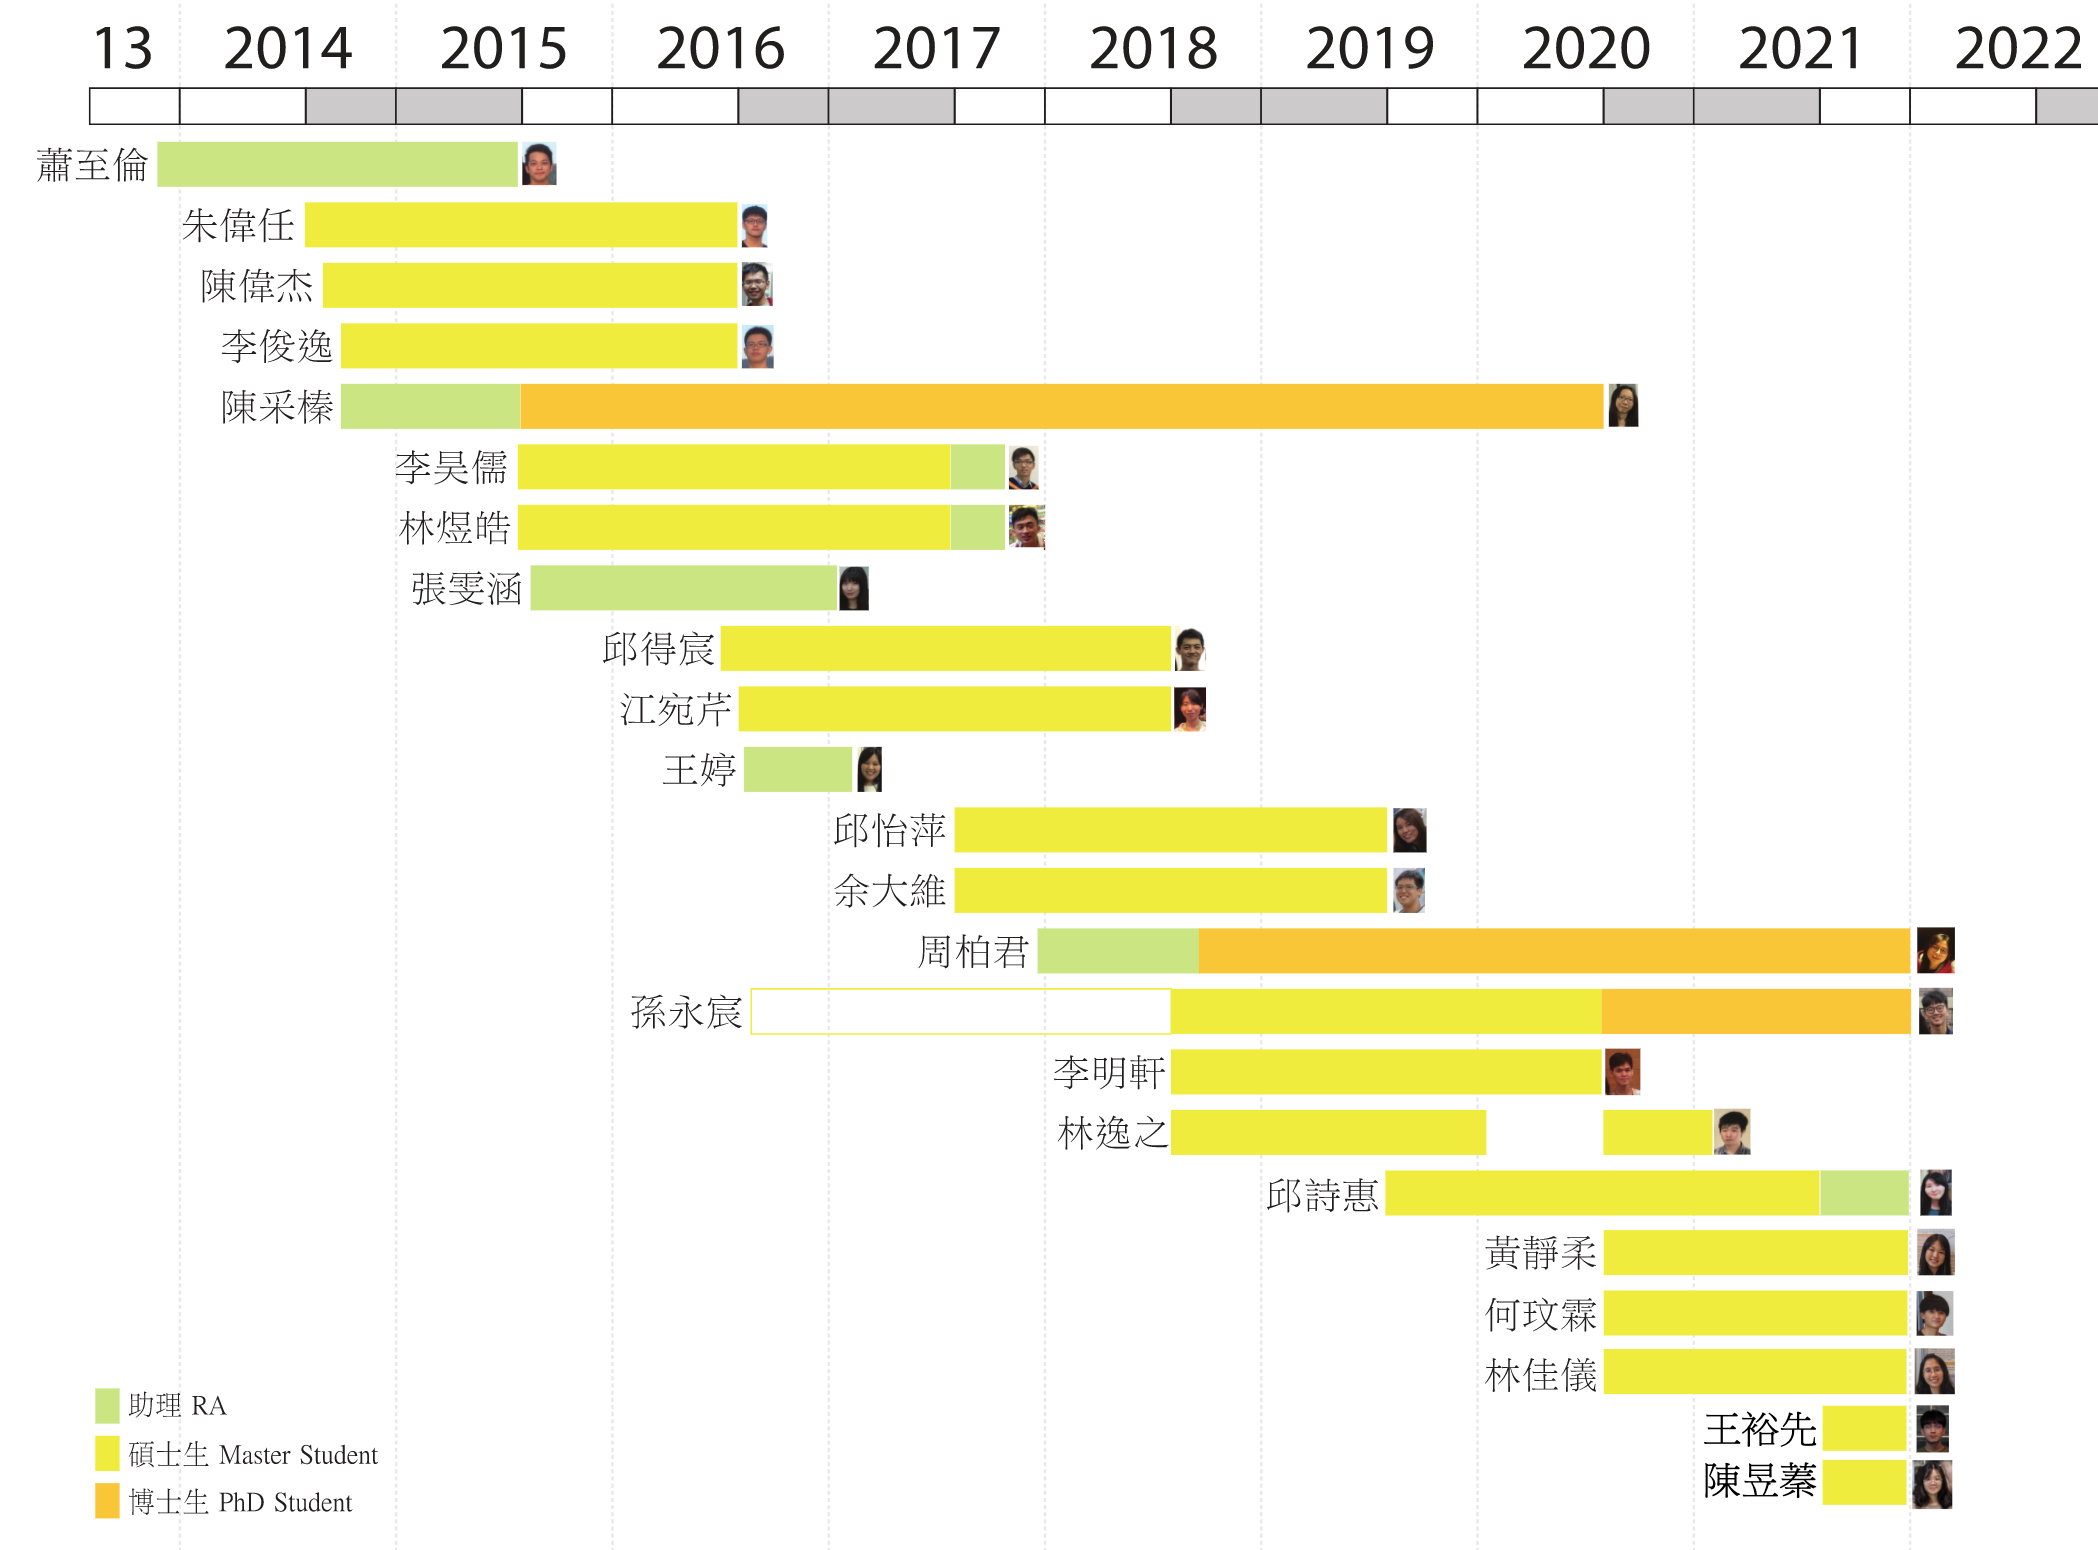 13 2014 2015 2016 2017 2018 2019 2020 2021 2022
蕭至倫
朱偉任
陳偉杰
李俊逸
陳采榛
李昊儒
林煜皓
張雯涵
邱得宸
江宛芹
王婷
邱怡萍
余大維
周柏君
孫永宸
李明軒
林逸之
邱詩惠
黃靜柔
何玟霖
林佳儀
王裕先
陳昱蓁
助理 RA
碩士生 Master Student
博士生 PhD Student